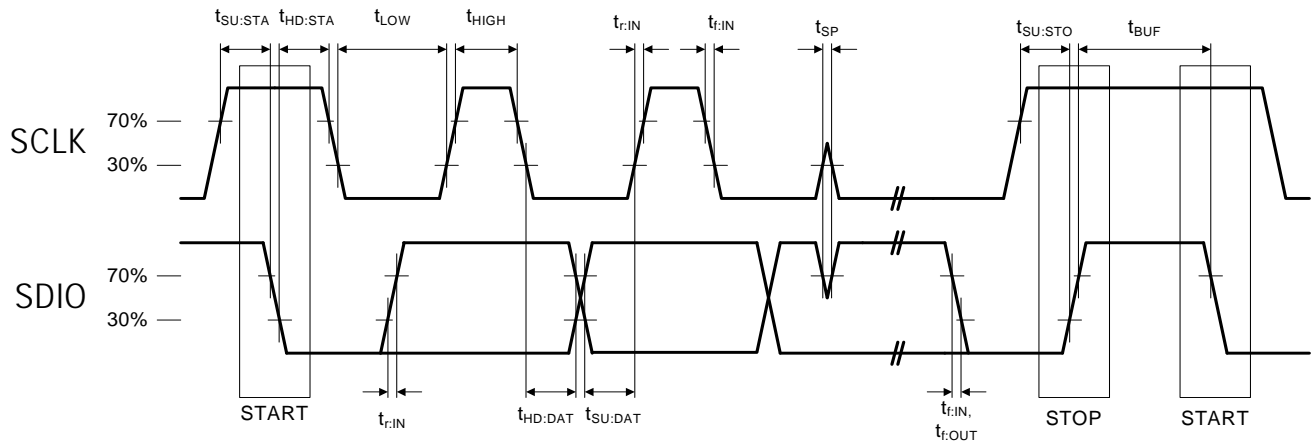 tSU:STA tHD:STA tLOW tHIGH tr:IN tf:IN tSP tSU:STO tBUF
SCLK
70%
30%
SDIO
70%
30%
START
tr:IN
tHD:DAT tSU:DAT
tf:IN,
tf:OUT
STOP
START